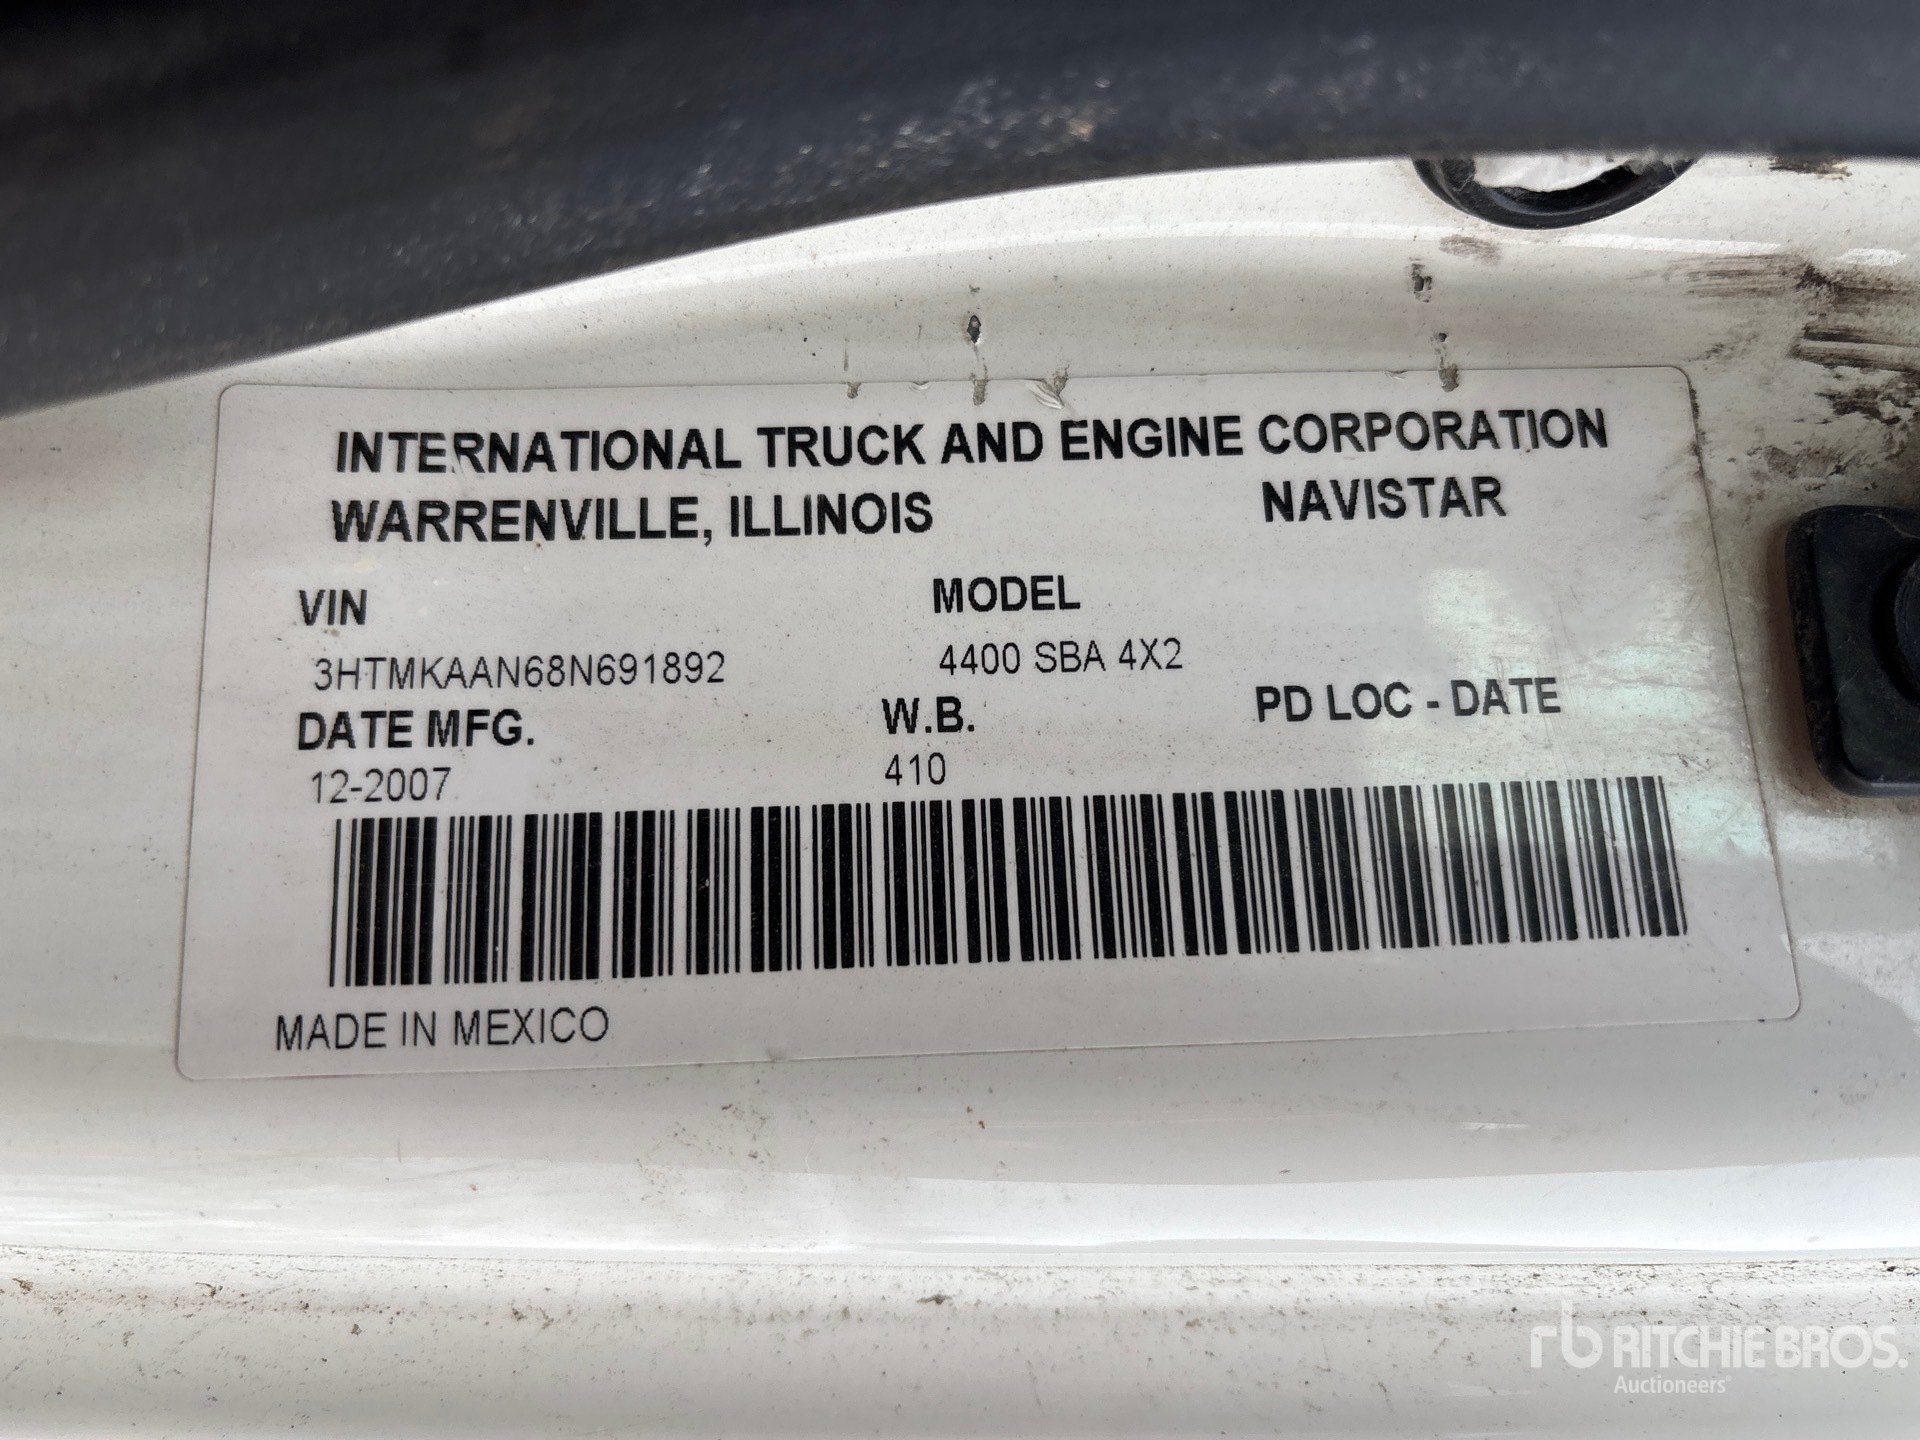 INTERNATIONAL TRUCK AND ENGINE CORPORATION
WARRENVILLE, ILLINOIS NAVISTAR
VIN MODEL
3HTMKAAN68N691892 4400 SBA 4X2
DATE MFG. W.B. PD LOC - DATE
12-2007 410
MADE IN MEXICO
rb RITCHIE BROS.
Auctioneers